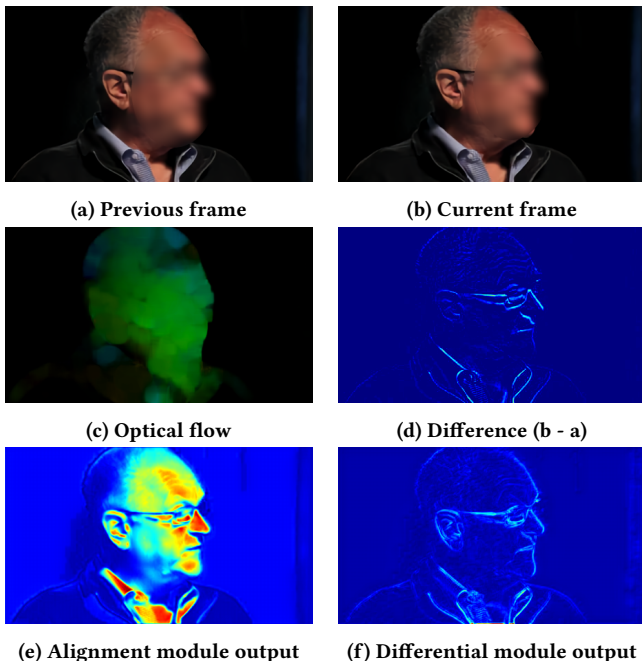 (a) Previous frame
(b) Current frame
(c) Optical flow
(d) Difference (b - a)
(e) Alignment module output
(f) Differential module output